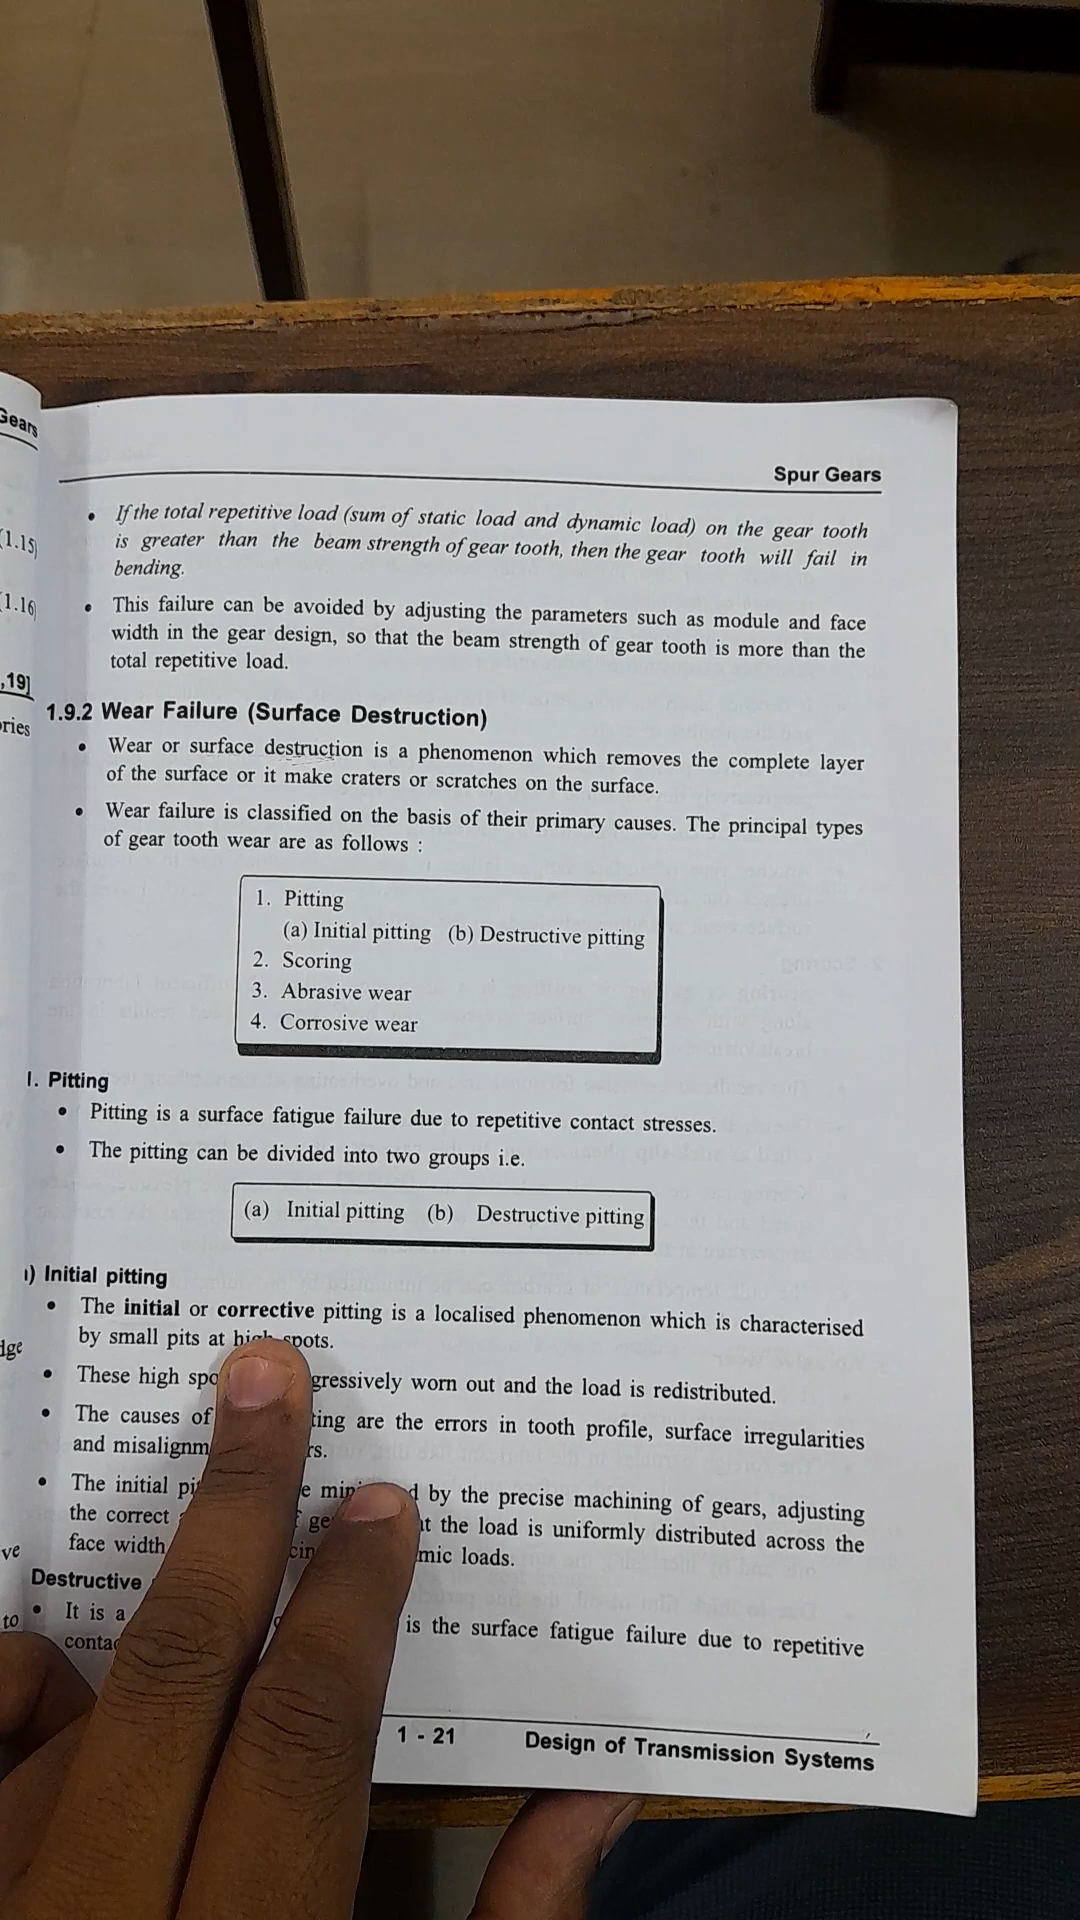 Gears
(1.15)
(1.16)
,19]
ories
dge
ve
to
Spur Gears
• If the total repetitive load (sum of static load and dynamic load) on the gear tooth
is greater than the beam strength of gear tooth, then the gear tooth will fail in
bending.
• This failure can be avoided by adjusting the parameters such as module and face
width in the gear design, so that the beam strength of gear tooth is more than the
total repetitive load.
1.9.2 Wear Failure (Surface Destruction)
• Wear or surface destruction is a phenomenon which removes the complete layer
of the surface or it make craters or scratches on the surface.
• Wear failure is classified on the basis of their primary causes. The principal types
of gear tooth wear are as follows :
1. Pitting
(a) Initial pitting (b) Destructive pitting
2. Scoring
3. Abrasive wear
4. Corrosive wear
I. Pitting
• Pitting is a surface fatigue failure due to repetitive contact stresses.
• The pitting can be divided into two groups i.e.
(a) Initial pitting (b) Destructive pitting
) Initial pitting
• The initial or corrective pitting is a localised phenomenon which is characterised
by small pits at high spots.
• These high gressively worn out and the load is redistributed.
• The causes of ting are the errors in tooth profile, surface irregularities
and misalignm rs.
• The initial by the precise machining of gears, adjusting
the correct the load is uniformly distributed across the
face width mic loads.
Destructive
• It is a is the surface fatigue failure due to repetitive
conta
1 - 21 Design of Transmission Systems